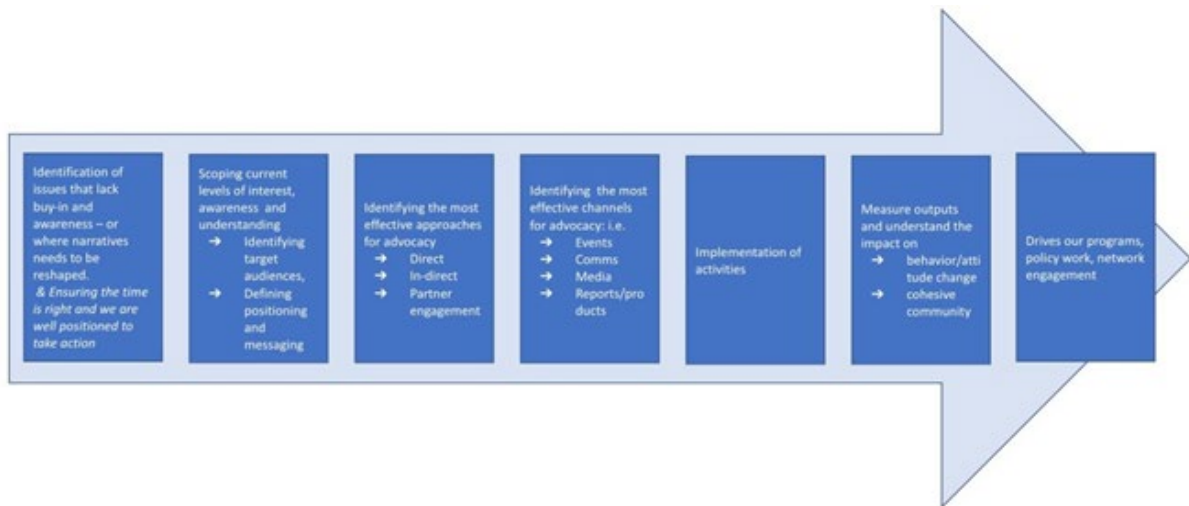 Identification of
issues that lack
buy-in and
awareness – or
where narratives
needs to be
reshaped.
& Ensuring the time
is right and we are
well positioned to
take action
Scoping current
levels of interest,
awareness and
understanding
→ Identifying
target
audiences,
→ Defining
positioning
and
messaging
Identifying the most
effective approaches
for advocacy
→ Direct
→ In-direct
→ Partner
engagement
Identifying the most
effective channels
for advocacy: i.e.
→ Events
→ Comms
→ Media
→ Reports/pro
ducts
Implementation of
activities
Measure outputs
and understand the
impact on
→ behavior/atti
tude change
→ cohesive
community
Drives our programs,
policy work, network
engagement